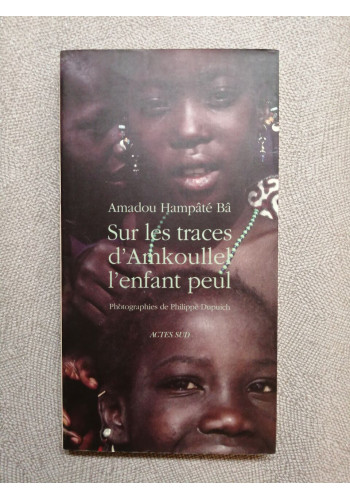 Amadou Hampâté Bâ
Sur les traces
d'Amkoullel
l'enfant peul
Photographies de Philippe Dupuich
ACTES SUD